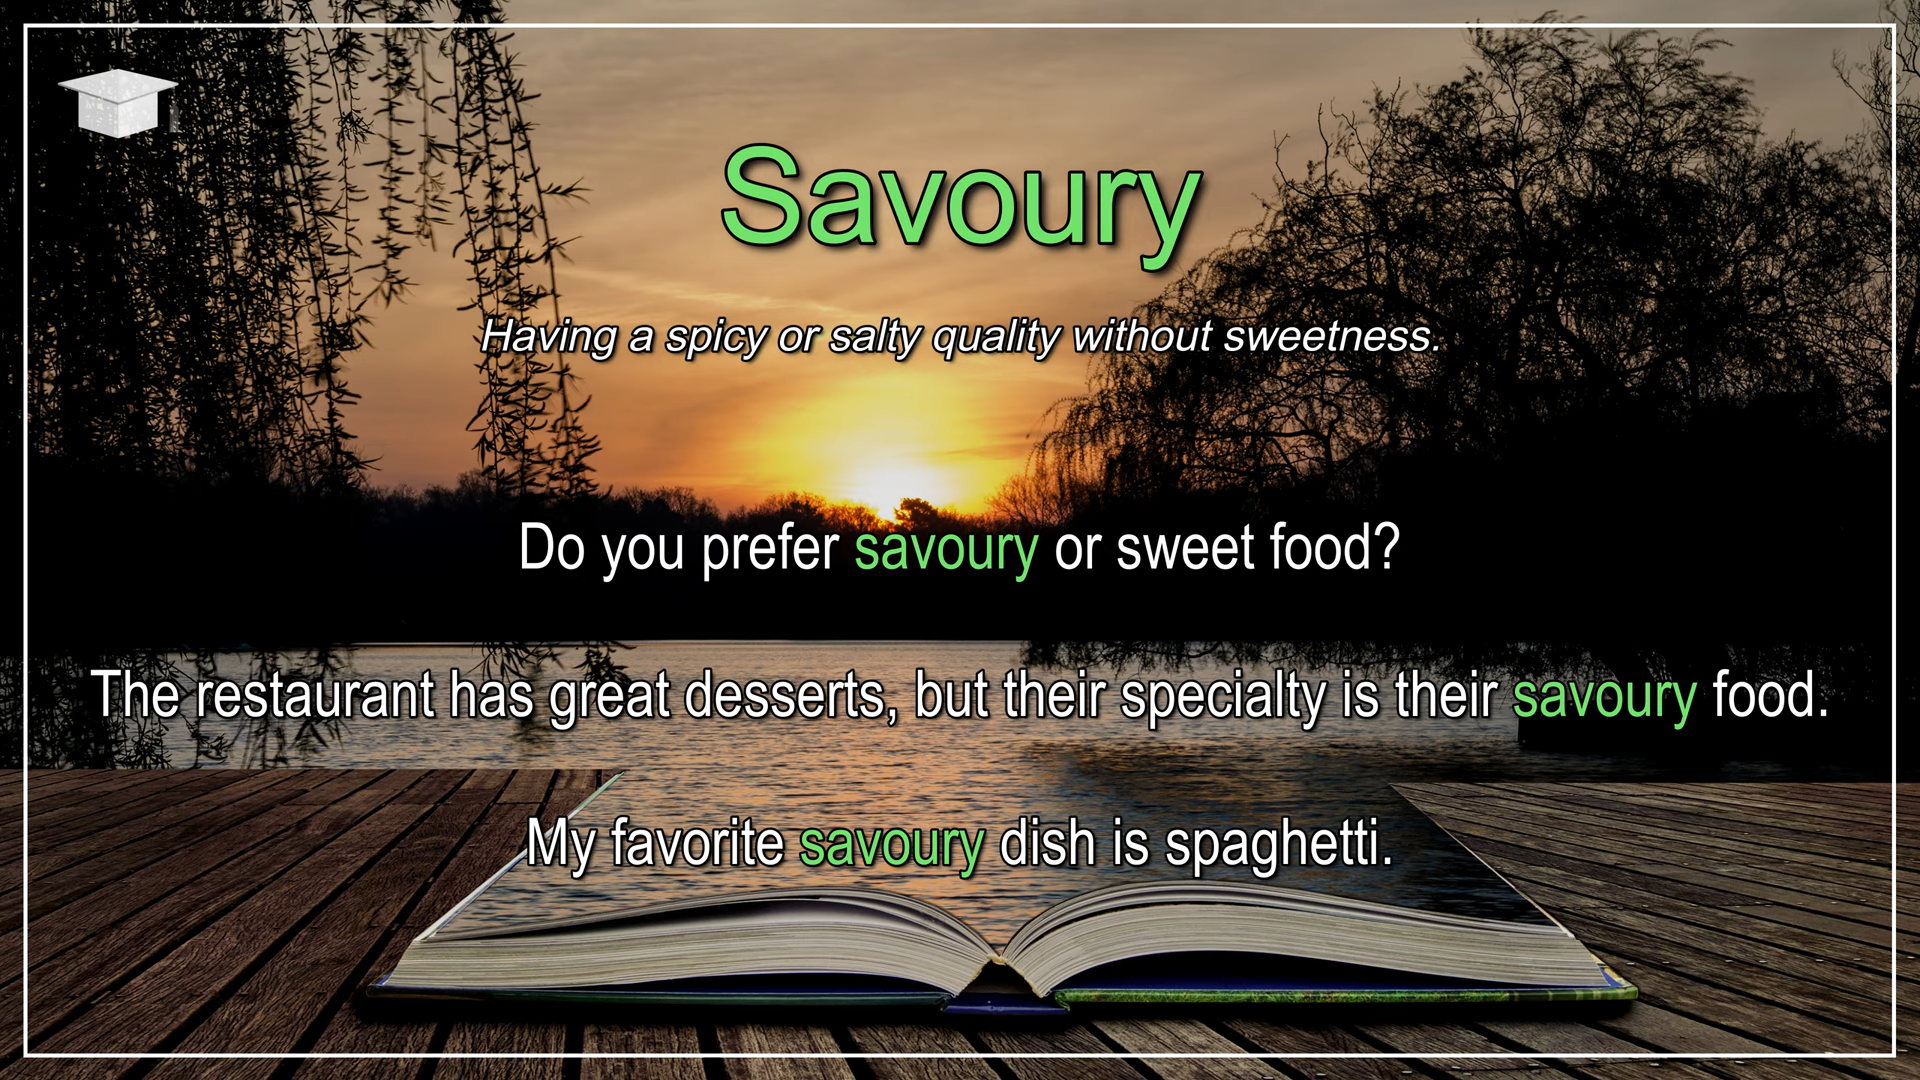 Savoury
Having a spicy or salty quality without sweetness.
Do you prefer savoury or sweet food?
The restaurant has great desserts, but their specialty is their savoury food.
My favorite savoury dish is spaghetti.